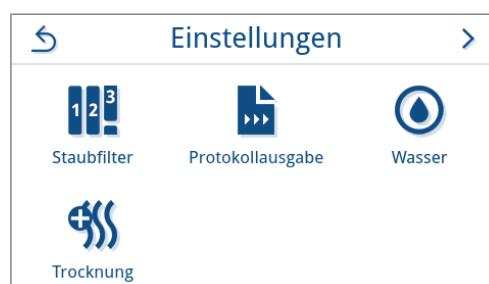 Einstellungen
1 2 3
Staubfilter Protokollausgabe Wasser
Trocknung